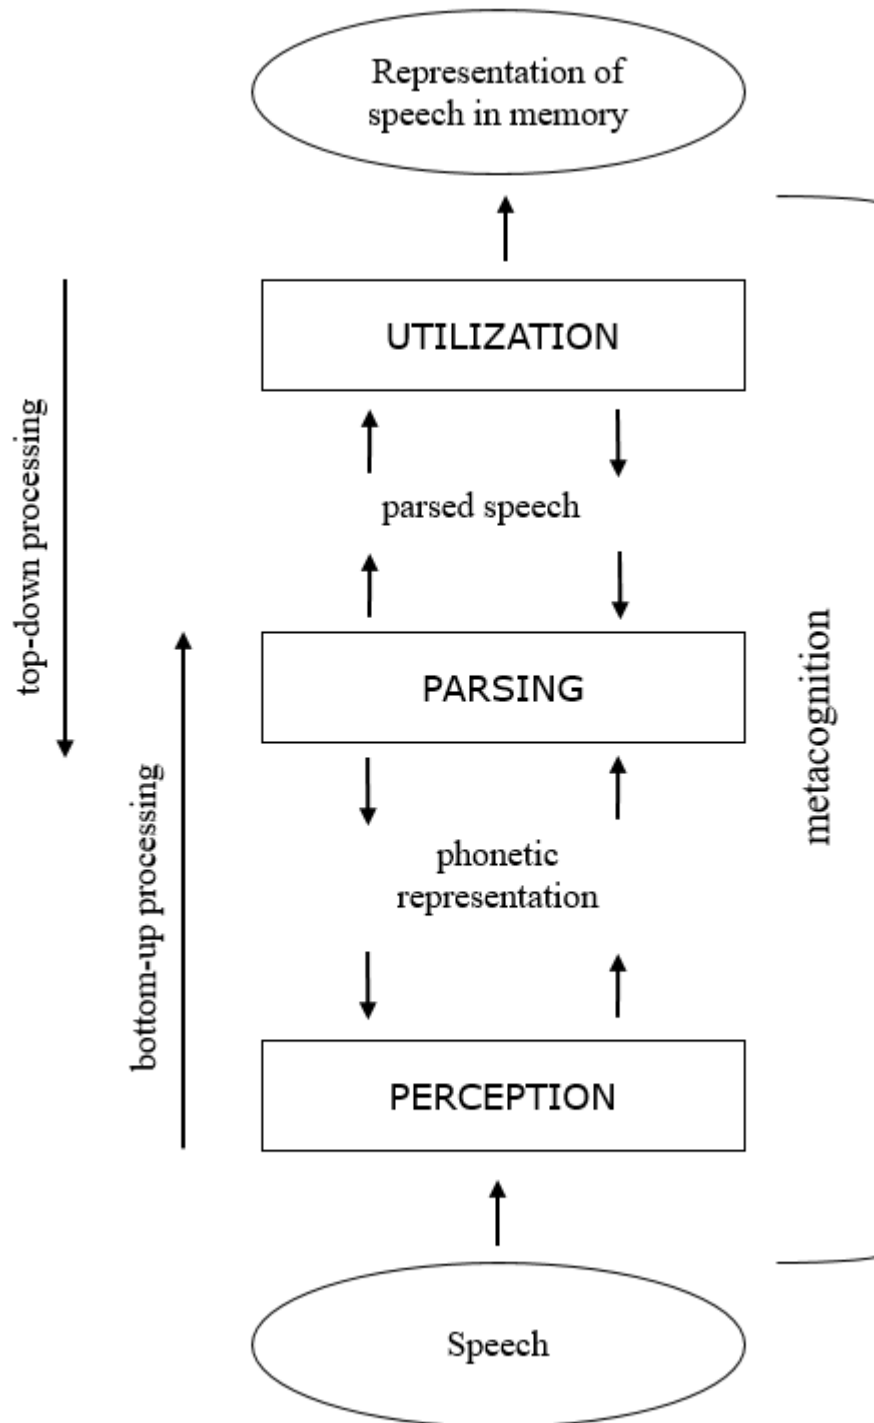 Representation of
speech in memory
UTILIZATION
top-down processing
parsed speech
PARSING
metacognition
bottom-up processing
phonetic
representation
PERCEPTION
Speech